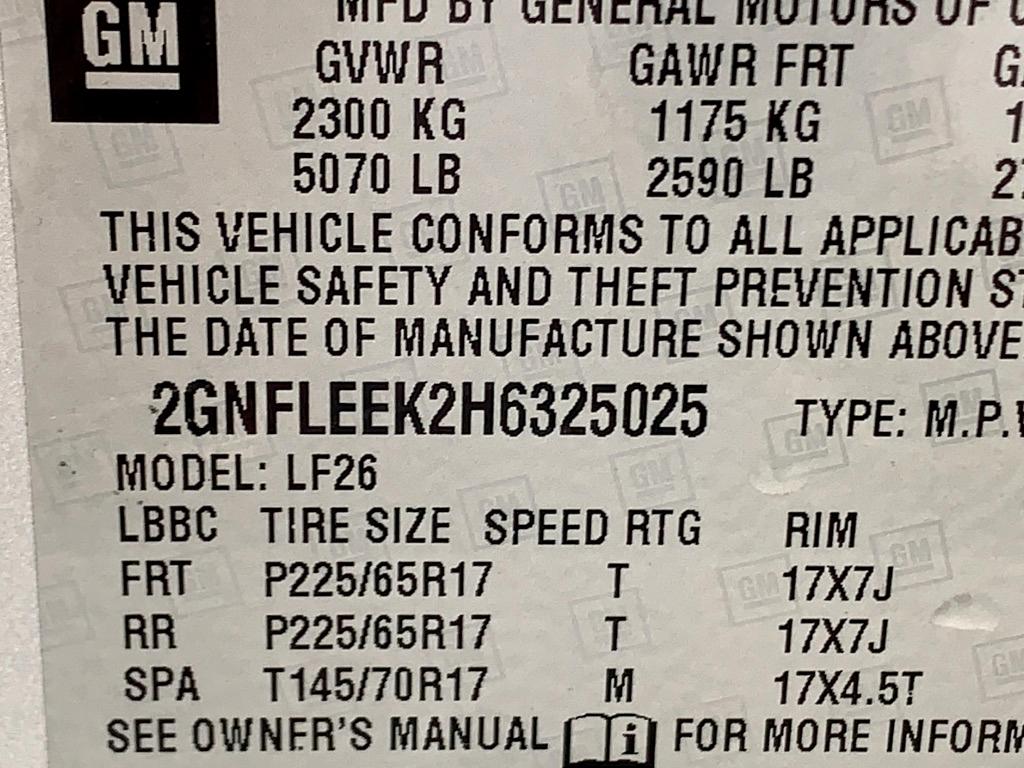 GM
MFD BY GENERAL MOTORS OF
GVWR GAWR FRT
2300 KG 1175 KG
5070 LB 2590 LB
THIS VEHICLE CONFORMS TO ALL APPLICAB
VEHICLE SAFETY AND THEFT PREVENTION ST
THE DATE OF MANUFACTURE SHOWN ABOVE
2GNFLEEK2H6325025 TYPE: M.P.V
MODEL: LF26
LBBC TIRE SIZE SPEED RTG RIM
FRT P225/65R17 T 17X7J
RR P225/65R17 T 17X7J
SPA T145/70R17 M 17X4.5T
SEE OWNER'S MANUAL i FOR MORE INFORM